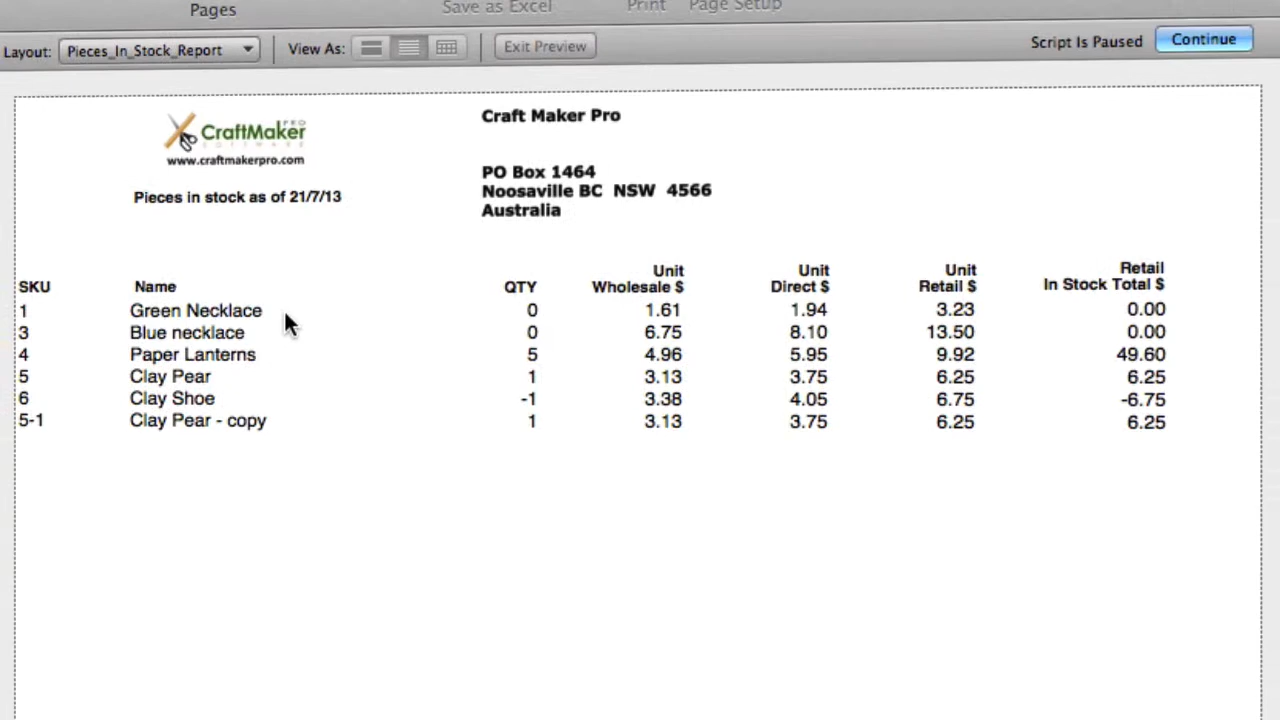 Pages Save as Excel Print Page Setup
Layout: Pieces_In_Stock_Report View As: Exit Preview Script Is Paused Continue
CraftMaker PRO
SOFTWARE
www.craftmakerpro.com
Pieces in stock as of 21/7/13
Craft Maker Pro
PO Box 1464
Noosaville BC NSW 4566
Australia
SKU Name QTY Unit Wholesale $ Unit Direct $ Unit Retail $ Retail In Stock Total $
1 Green Necklace 0 1.61 1.94 3.23 0.00
3 Blue necklace 0 6.75 8.10 13.50 0.00
4 Paper Lanterns 5 4.96 5.95 9.92 49.60
5 Clay Pear 1 3.13 3.75 6.25 6.25
6 Clay Shoe -1 3.38 4.05 6.75 -6.75
5-1 Clay Pear - copy 1 3.13 3.75 6.25 6.25